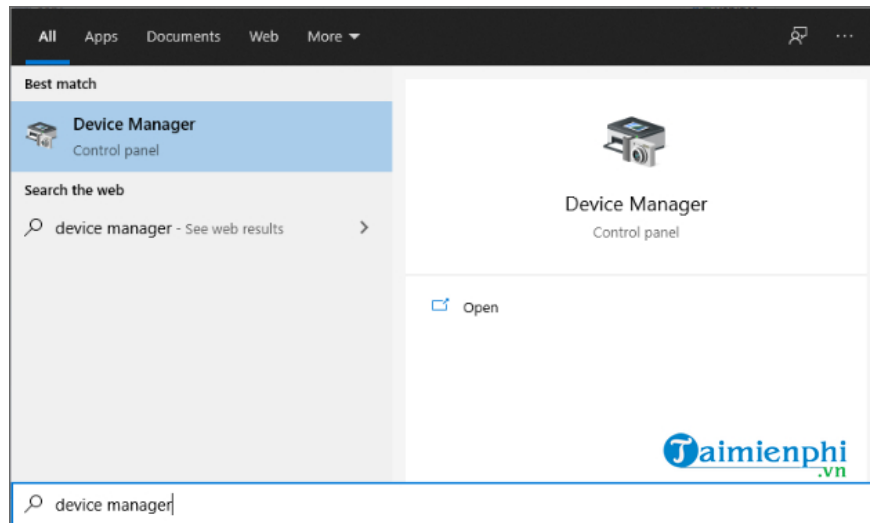 All Apps Documents Web More
Best match
Device Manager
Control panel
Search the web
device manager - See web results
Device Manager
Control panel
Open
Taimienphi
.vn
device manager